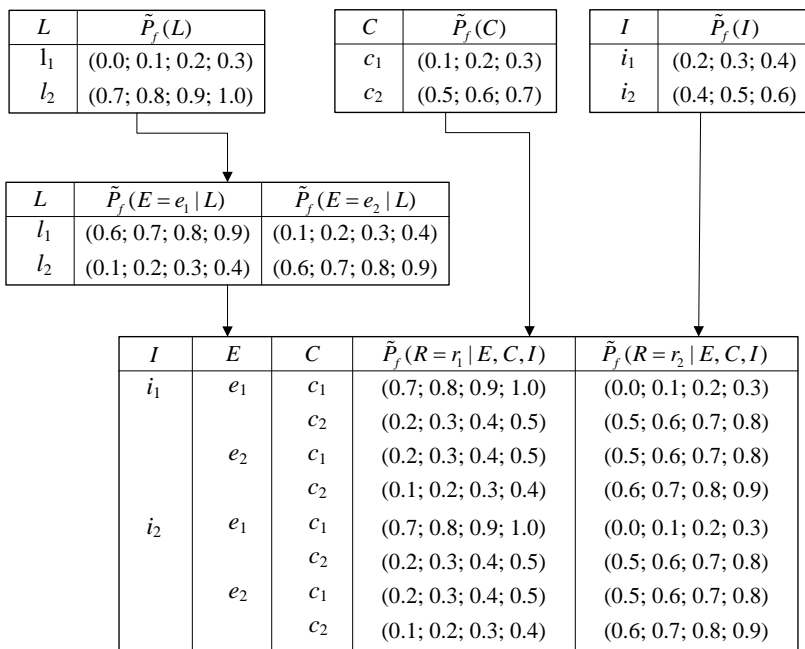 L P̃_f(L)
l₁ (0.0; 0.1; 0.2; 0.3)
l₂ (0.7; 0.8; 0.9; 1.0)
C P̃_f(C)
c₁ (0.1; 0.2; 0.3)
c₂ (0.5; 0.6; 0.7)
I P̃_f(I)
i₁ (0.2; 0.3; 0.4)
i₂ (0.4; 0.5; 0.6)
L P̃_f(E = e₁ | L) P̃_f(E = e₂ | L)
l₁ (0.6; 0.7; 0.8; 0.9) (0.1; 0.2; 0.3; 0.4)
l₂ (0.1; 0.2; 0.3; 0.4) (0.6; 0.7; 0.8; 0.9)
I E C P̃_f(R = r₁ | E, C, I) P̃_f(R = r₂ | E, C, I)
i₁ e₁ c₁ (0.7; 0.8; 0.9; 1.0) (0.0; 0.1; 0.2; 0.3)
c₂ (0.2; 0.3; 0.4; 0.5) (0.5; 0.6; 0.7; 0.8)
e₂ c₁ (0.2; 0.3; 0.4; 0.5) (0.5; 0.6; 0.7; 0.8)
c₂ (0.1; 0.2; 0.3; 0.4) (0.6; 0.7; 0.8; 0.9)
i₂ e₁ c₁ (0.7; 0.8; 0.9; 1.0) (0.0; 0.1; 0.2; 0.3)
c₂ (0.2; 0.3; 0.4; 0.5) (0.5; 0.6; 0.7; 0.8)
e₂ c₁ (0.2; 0.3; 0.4; 0.5) (0.5; 0.6; 0.7; 0.8)
c₂ (0.1; 0.2; 0.3; 0.4) (0.6; 0.7; 0.8; 0.9)